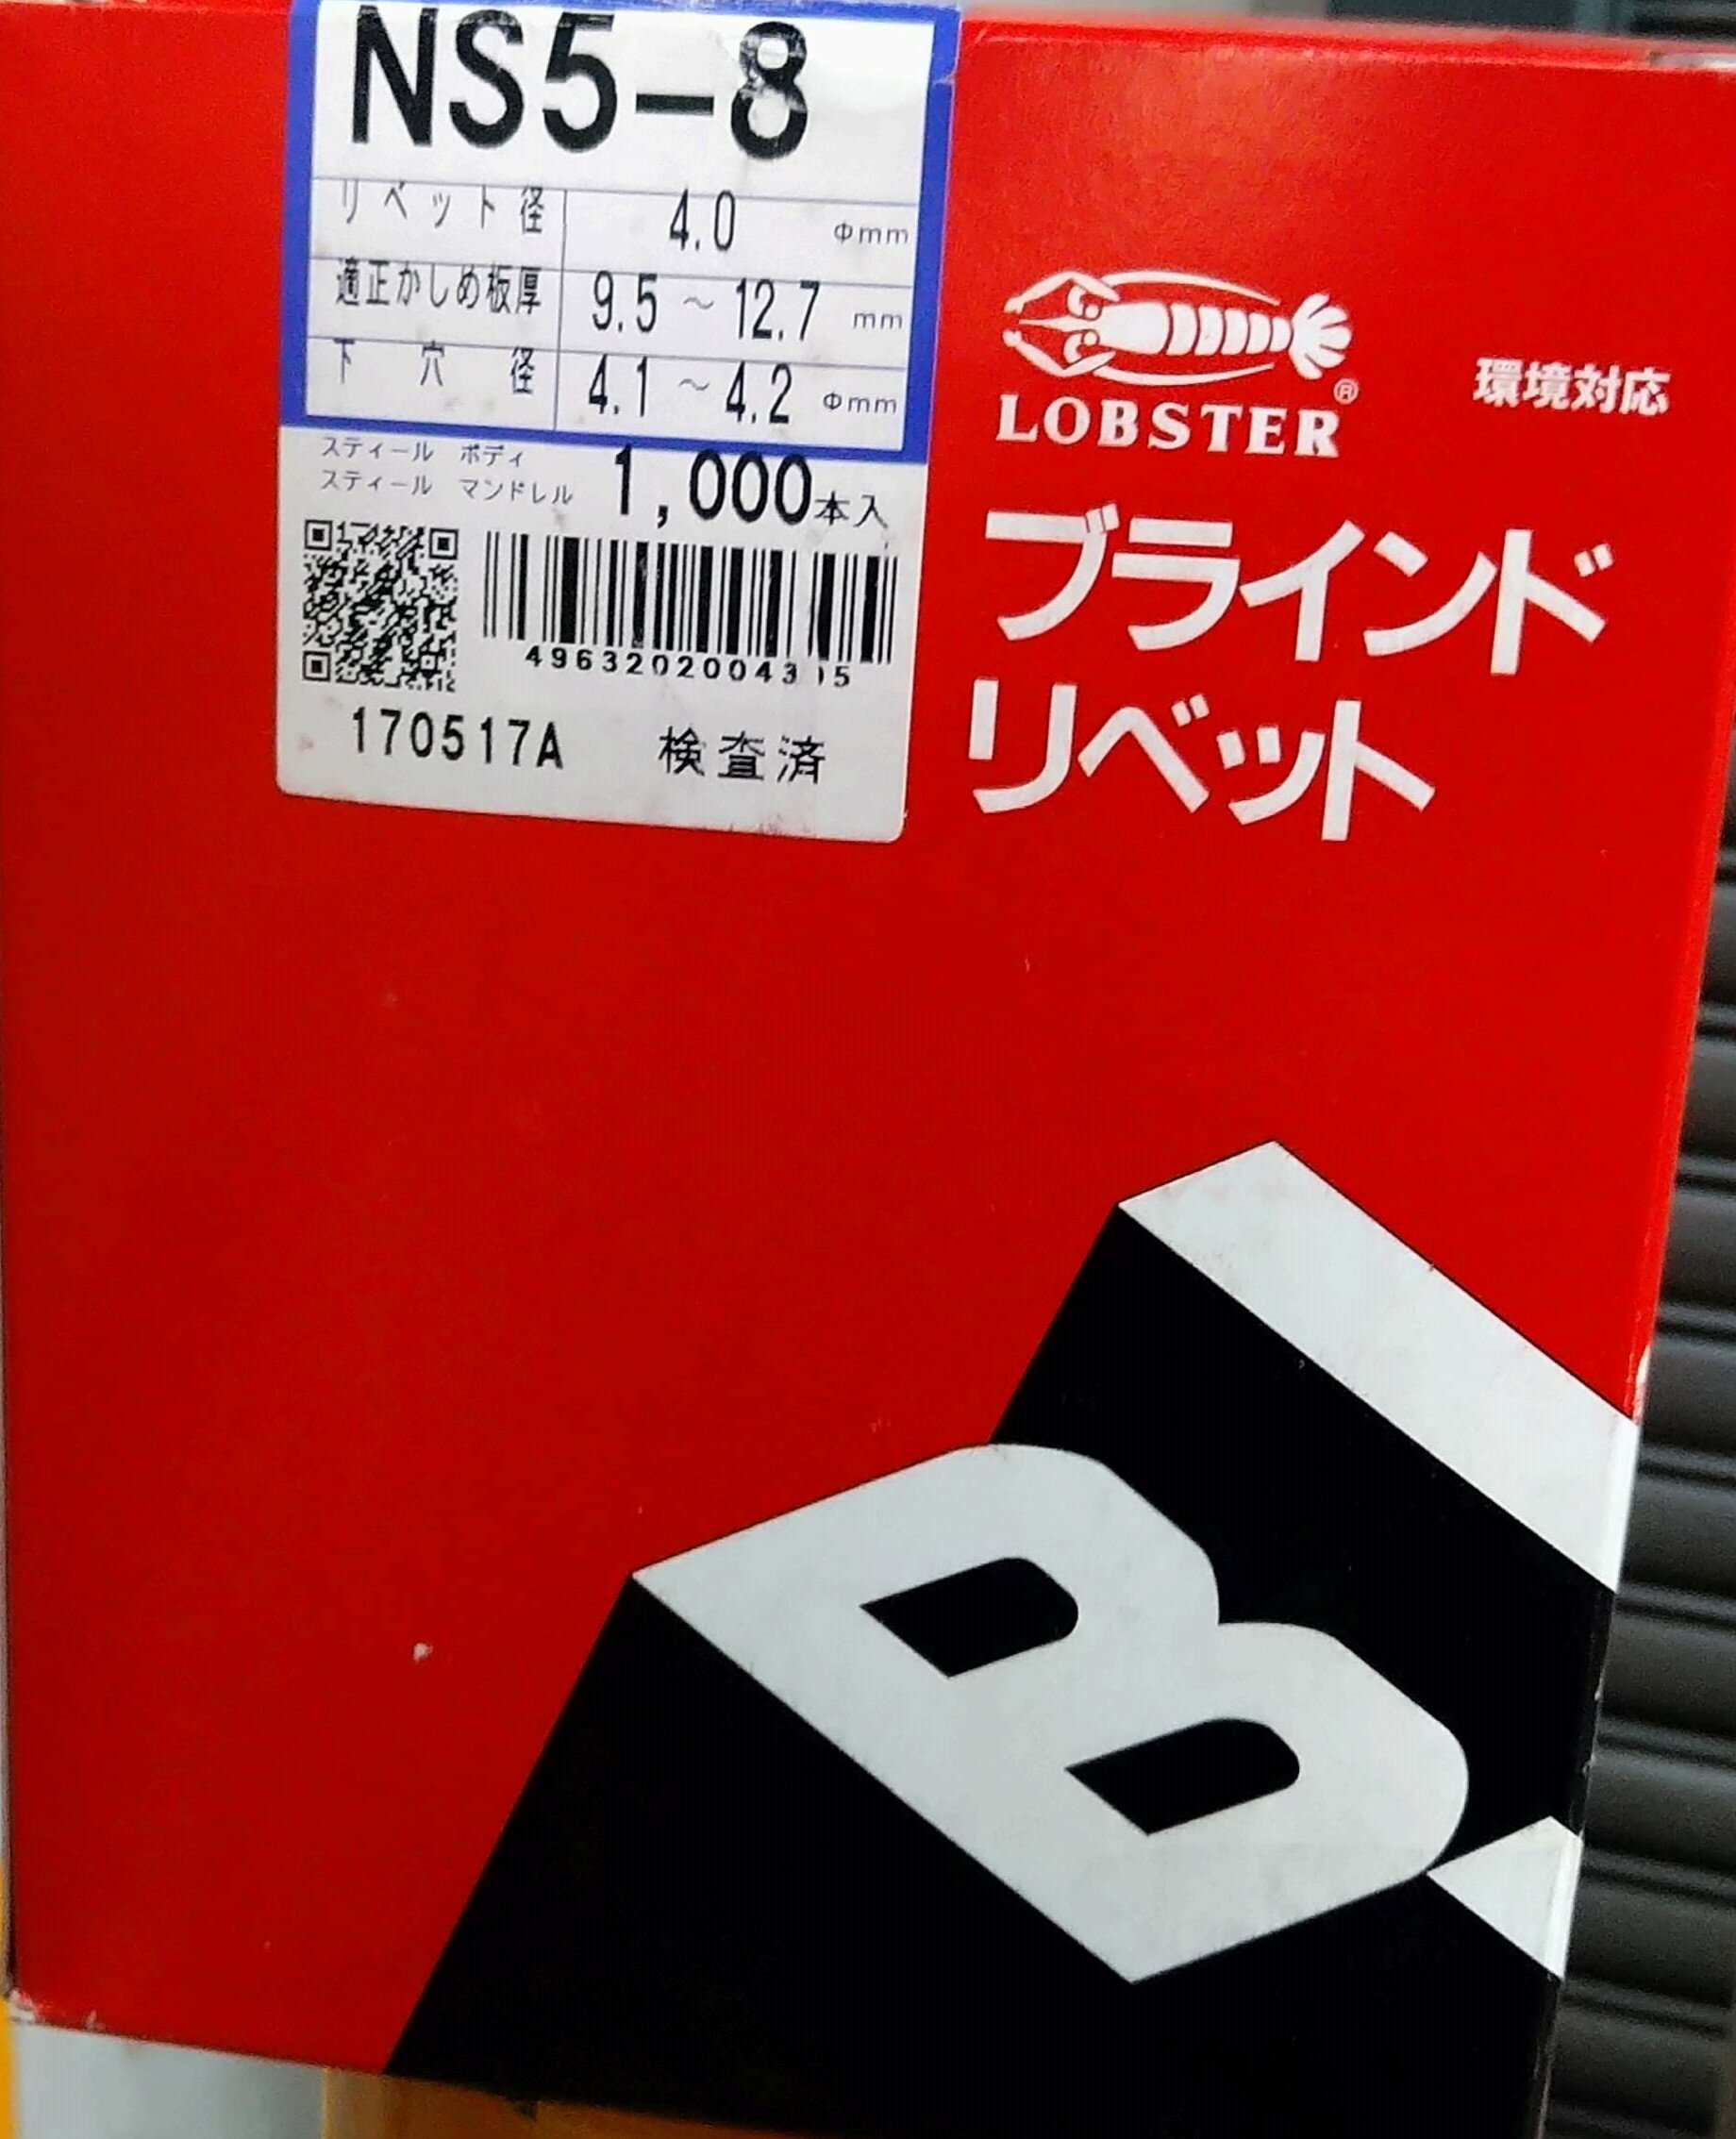 NS5-8
リベット径 4.0 Φmm
適正かしめ板厚 9.5 ~ 12.7 mm
下穴径 4.1 ~ 4.2 Φmm
スティール ボディ
スティール マンドレル
1,000本入
170517A 検査済
LOBSTER®
環境対応
ブラインド
リベット
B